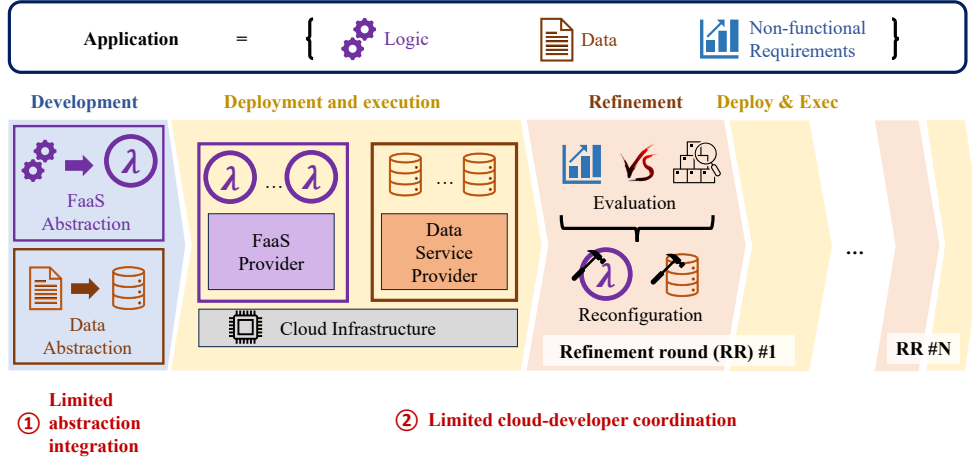 Application = { Logic Data Non-functional
Requirements }
Development Deployment and execution Refinement Deploy & Exec
λ
FaaS
Abstraction
Data
Abstraction
λ ... λ
FaaS
Provider
...
Data
Service
Provider
Cloud Infrastructure
VS
Evaluation
λ
Reconfiguration
Refinement round (RR) #1
...
RR #N
① Limited
abstraction
integration
② Limited cloud-developer coordination